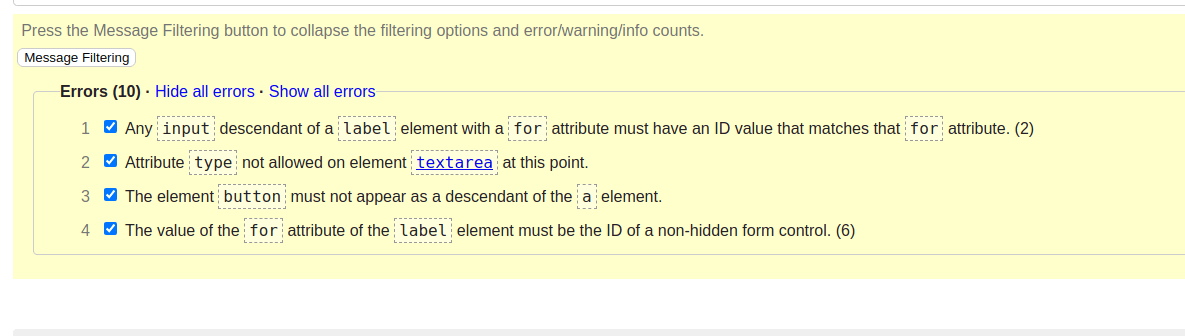 Press the Message Filtering button to collapse the filtering options and error/warning/info counts.
Message Filtering
Errors (10) · Hide all errors · Show all errors
1 Any input descendant of a label element with a for attribute must have an ID value that matches that for attribute. (2)
2 Attribute type not allowed on element textarea at this point.
3 The element button must not appear as a descendant of the a element.
4 The value of the for attribute of the label element must be the ID of a non-hidden form control. (6)